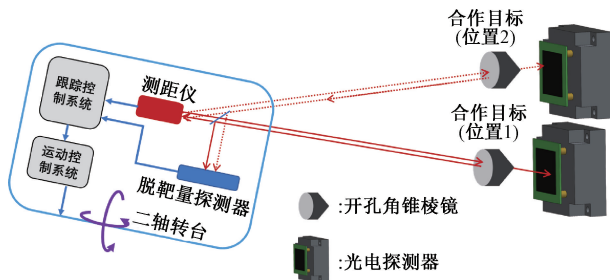 合作目标
(位置2)
跟踪控
制系统
测距仪
合作目标
(位置1)
运动控
制系统
脱靶量探测器
二轴转台
:开孔角锥棱镜
:光电探测器